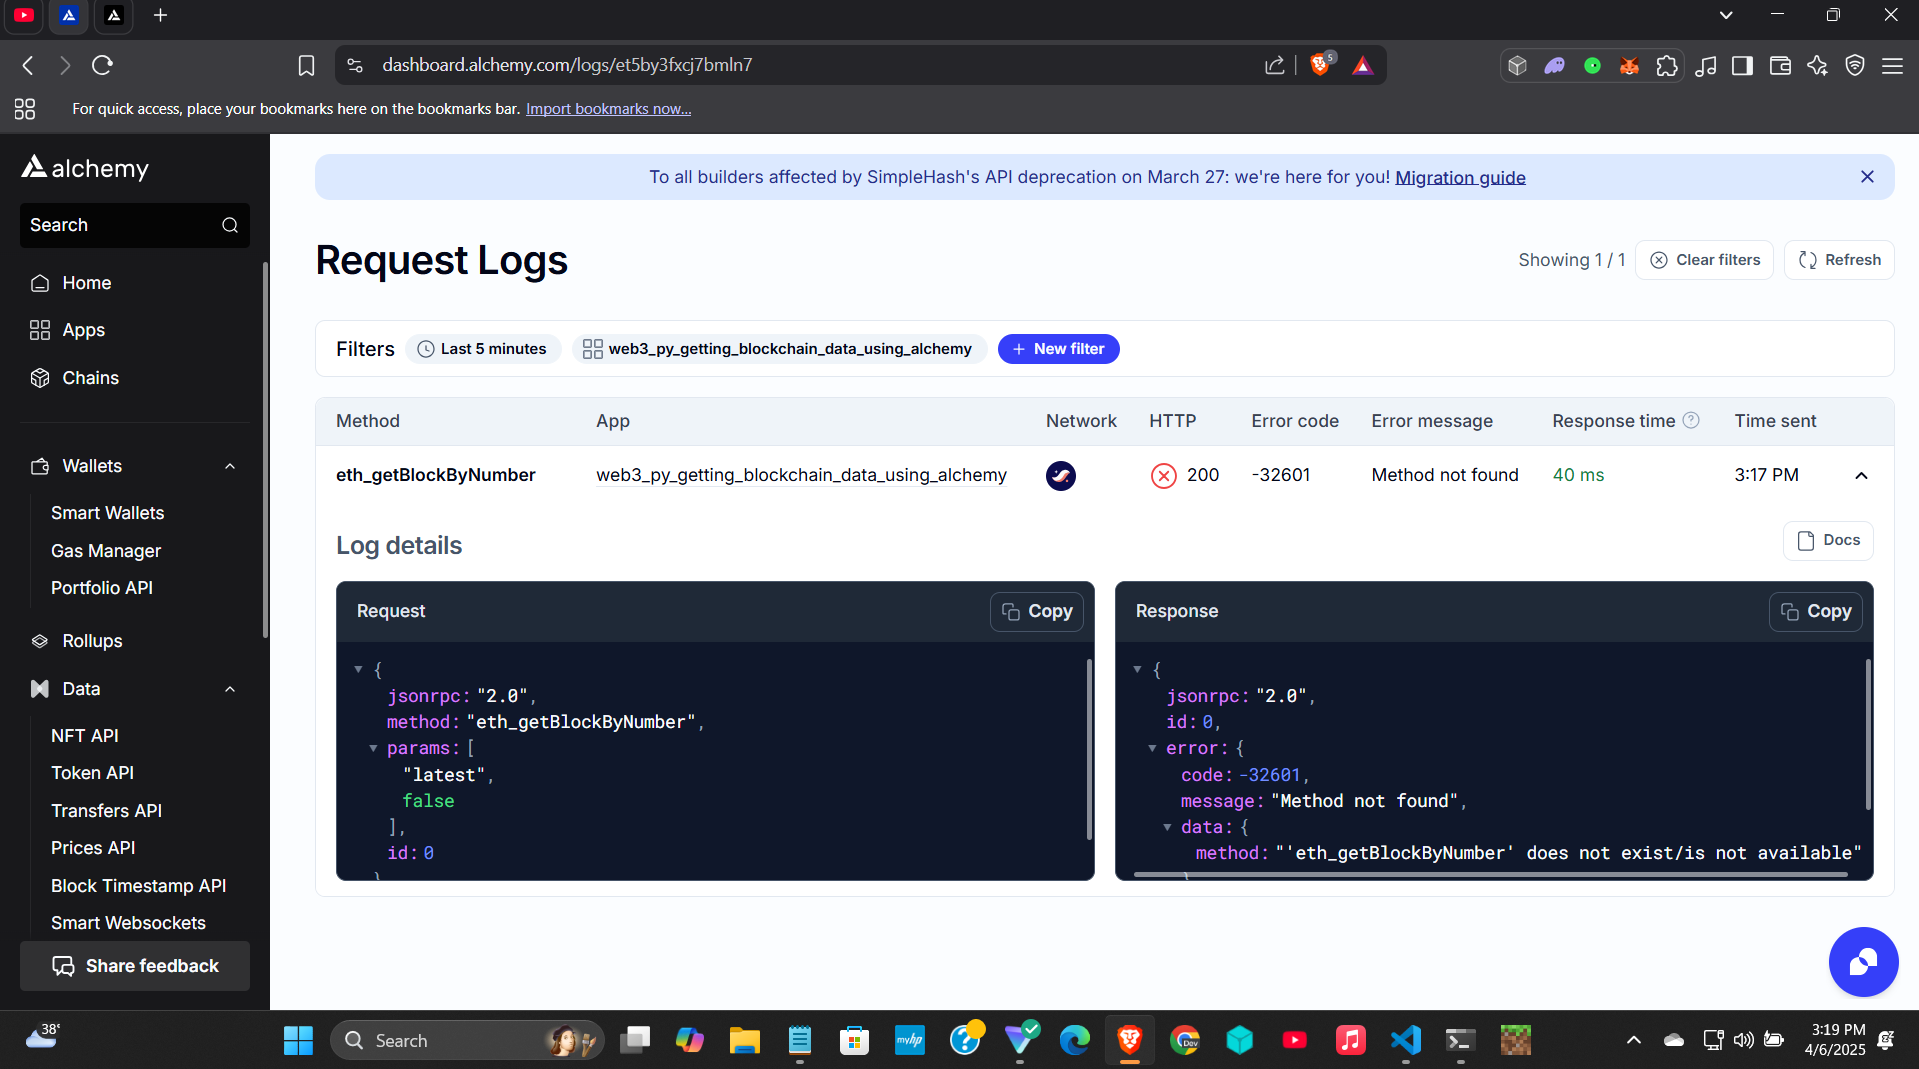 dashboard.alchemy.com/logs/et5by3fxcj7bmln7
5
For quick access, place your bookmarks here on the bookmarks bar. Import bookmarks now...
alchemy
Search
Home
Apps
Chains
Wallets
Smart Wallets
Gas Manager
Portfolio API
Rollups
Data
NFT API
Token API
Transfers API
Prices API
Block Timestamp API
Smart Websockets
Share feedback
To all builders affected by SimpleHash's API deprecation on March 27: we're here for you! Migration guide
Request Logs
Showing 1 / 1
Clear filters
Refresh
Filters
Last 5 minutes
web3_py_getting_blockchain_data_using_alchemy
+ New filter
Method App Network HTTP Error code Error message Response time Time sent
eth_getBlockByNumber web3_py_getting_blockchain_data_using_alchemy 200 -32601 Method not found 40 ms 3:17 PM
Log details
Docs
Request
Copy
{
jsonrpc: "2.0",
method: "eth_getBlockByNumber",
params: [
"latest",
false
],
id: 0
}
Response
Copy
{
jsonrpc: "2.0",
id: 0,
error: {
code: -32601,
message: "Method not found",
data: {
method: "'eth_getBlockByNumber' does not exist/is not available"
}
38°
Search
myhp
Dev
3:19 PM
4/6/2025